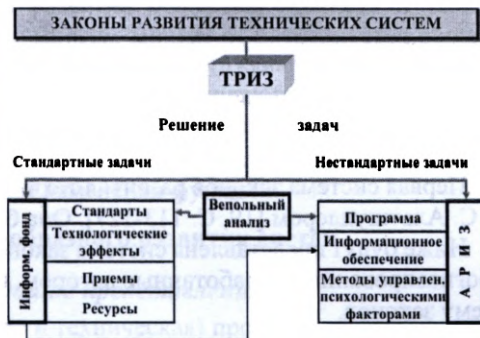 ЗАКОНЫ РАЗВИТИЯ ТЕХНИЧЕСКИХ СИСТЕМ
ТРИЗ
Решение задач
Стандартные задачи
Нестандартные задачи
Информ. фонд
Стандарты
Технологические
эффекты
Приемы
Ресурсы
Вепольный
анализ
Программа
Информационное
обеспечение
Методы управлен.
психологическими
факторами
А Р И З